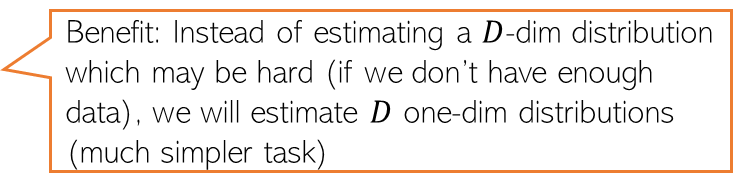 Benefit: Instead of estimating a D-dim distribution
which may be hard (if we don't have enough
data), we will estimate D one-dim distributions
(much simpler task)